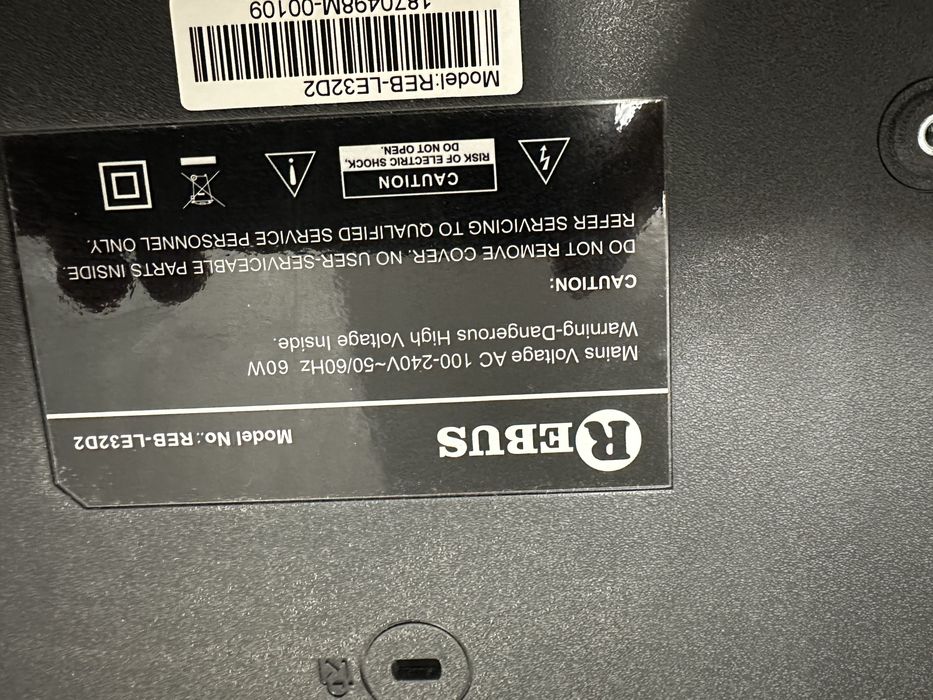 REBUS
Model No.: REB-LE32D2
Mains Voltage AC 100-240V~50/60Hz 60W
Warning-Dangerous High Voltage Inside.
CAUTION:
DO NOT REMOVE COVER. NO USER-SERVICEABLE PARTS INSIDE.
REFER SERVICING TO QUALIFIED SERVICE PERSONNEL ONLY.
CAUTION
RISK OF ELECTRIC SHOCK,
DO NOT OPEN.
Model:REB-LE32D2
1870498M-00109